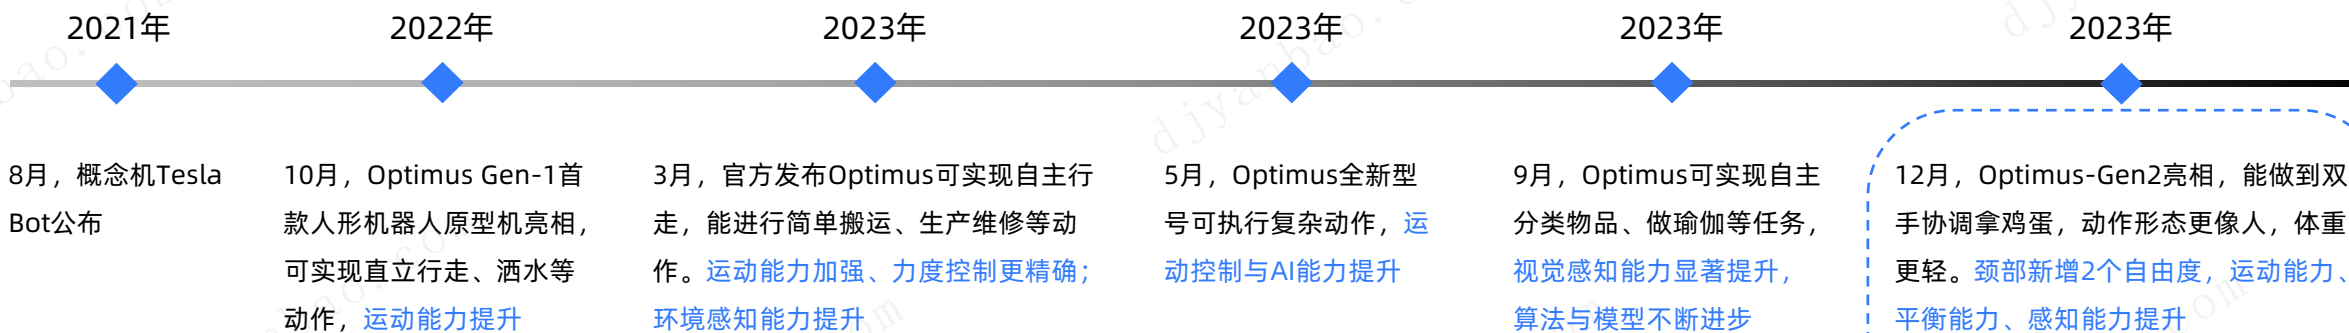 2021年
2022年
2023年
2023年
2023年
2023年
8月，概念机Tesla
Bot公布
10月，Optimus Gen-1首
款人形机器人原型机亮相，
可实现直立行走、洒水等
动作，运动能力提升
3月，官方发布Optimus可实现自主行
走，能进行简单搬运、生产维修等动
作。运动能力加强、力度控制更精确；
环境感知能力提升
5月，Optimus全新型
号可执行复杂动作，运
动控制与AI能力提升
9月，Optimus可实现自主
分类物品、做瑜伽等任务，
视觉感知能力显著提升，
算法与模型不断进步
12月，Optimus-Gen2亮相，能做到双
手协调拿鸡蛋，动作形态更像人，体重
更轻。颈部新增2个自由度，运动能力、
平衡能力、感知能力提升